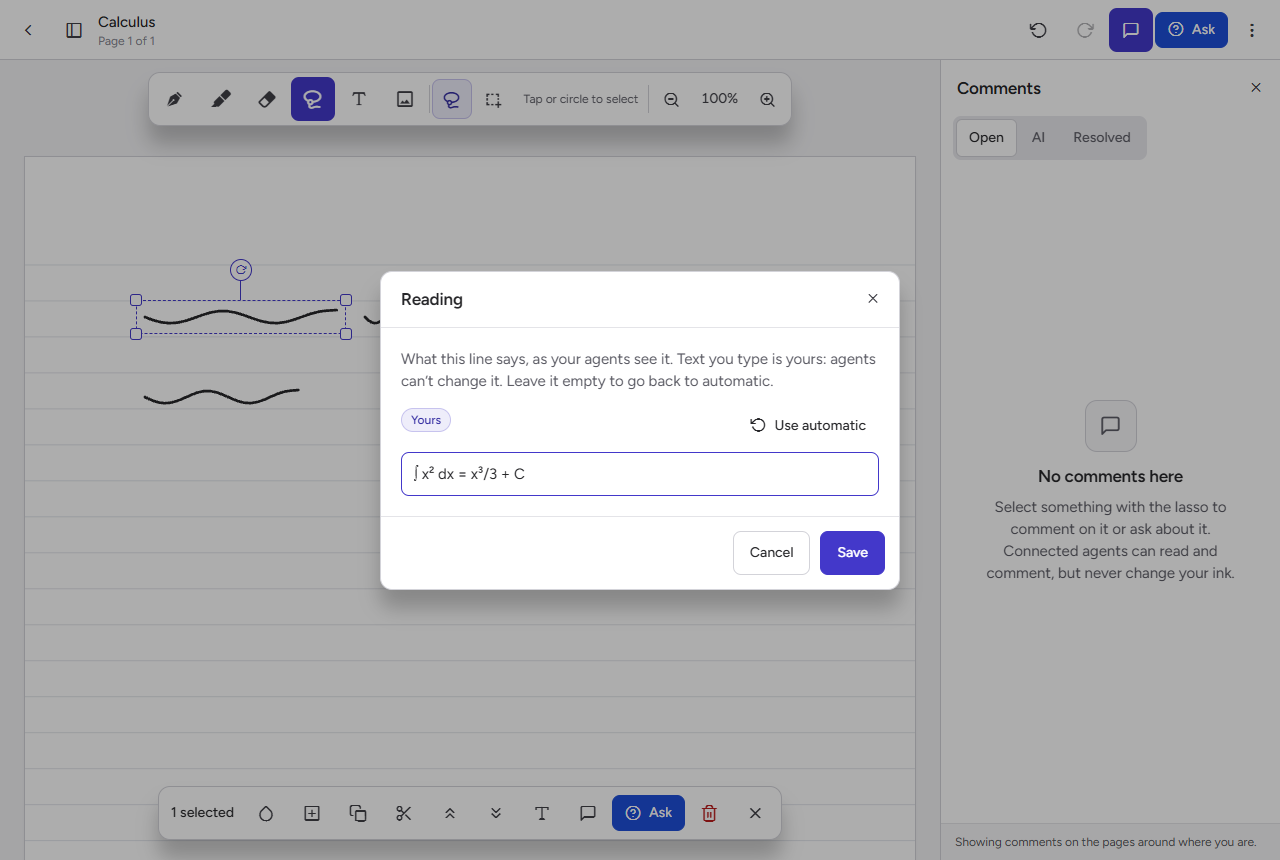 Calculus
Page 1 of 1
Ask
Tap or circle to select
100%
Comments
Open
AI
Resolved
Reading
What this line says, as your agents see it. Text you type is yours: agents
can’t change it. Leave it empty to go back to automatic.
Yours
Use automatic
∫ x² dx = x³/3 + C
Cancel
Save
No comments here
Select something with the lasso to
comment on it or ask about it.
Connected agents can read and
comment, but never change your ink.
1 selected
Ask
Showing comments on the pages around where you are.